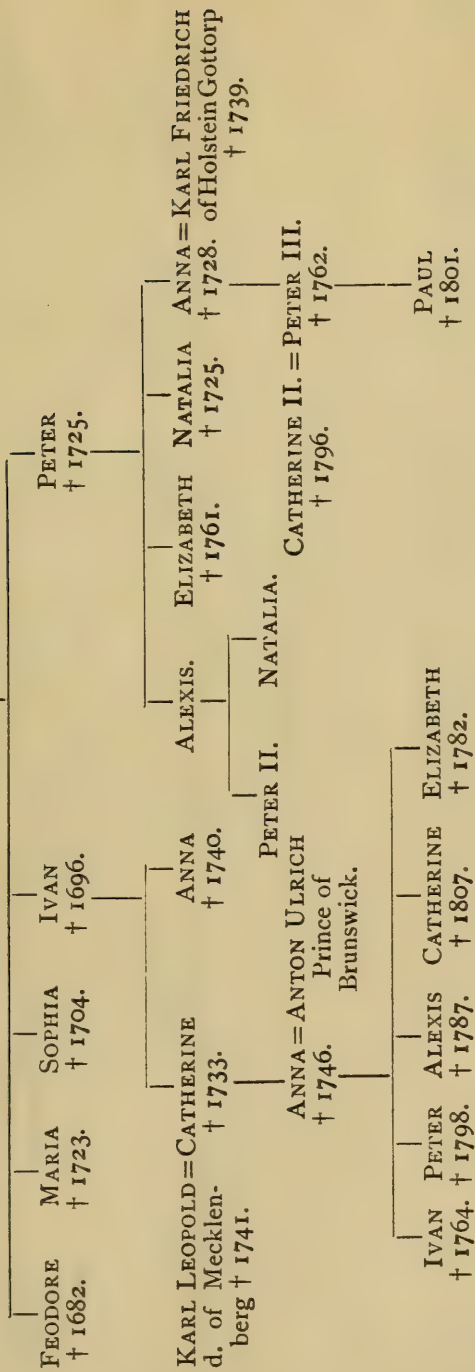 FEODORE MARIA SOPHIA IVAN PETER
† 1682. † 1723. † 1704. † 1696. † 1725.
KARL LEOPOLD=CATHERINE ANNA ALEXIS. ELIZABETH NATALIA ANNA=KARL FRIEDRICH
d. of Mecklen- † 1733. † 1740. † 1761. † 1725. † 1728. of Holstein Gottorp
berg † 1741. † 1739.
ANNA=ANTON ULRICH PETER II. NATALIA. CATHERINE II.=PETER III.
† 1746. Prince of † 1796. † 1762.
Brunswick.
IVAN PETER ALEXIS CATHERINE ELIZABETH PAUL
† 1764. † 1798. † 1787. † 1807. † 1782. † 1801.